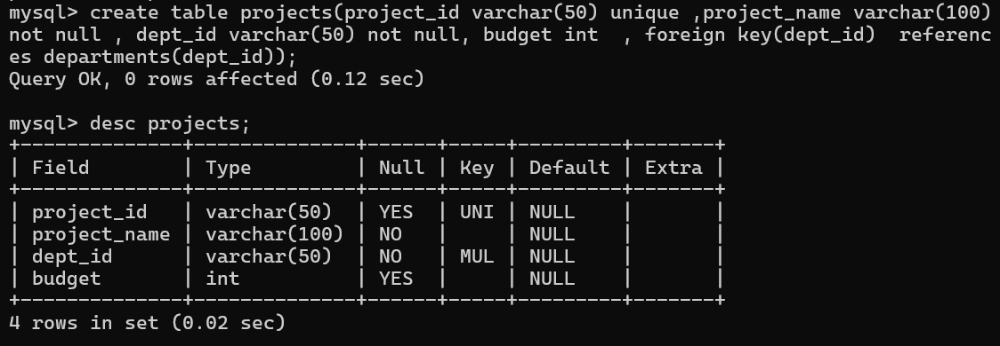 mysql> create table projects(project_id varchar(50) unique ,project_name varchar(100)
not null , dept_id varchar(50) not null, budget int  , foreign key(dept_id)  referenc
es departments(dept_id));
Query OK, 0 rows affected (0.12 sec)

mysql> desc projects;
+--------------+--------------+------+-----+---------+-------+
| Field        | Type         | Null | Key | Default | Extra |
+--------------+--------------+------+-----+---------+-------+
| project_id   | varchar(50)  | YES  | UNI | NULL    |       |
| project_name | varchar(100) | NO   |     | NULL    |       |
| dept_id      | varchar(50)  | NO   | MUL | NULL    |       |
| budget       | int          | YES  |     | NULL    |       |
+--------------+--------------+------+-----+---------+-------+
4 rows in set (0.02 sec)